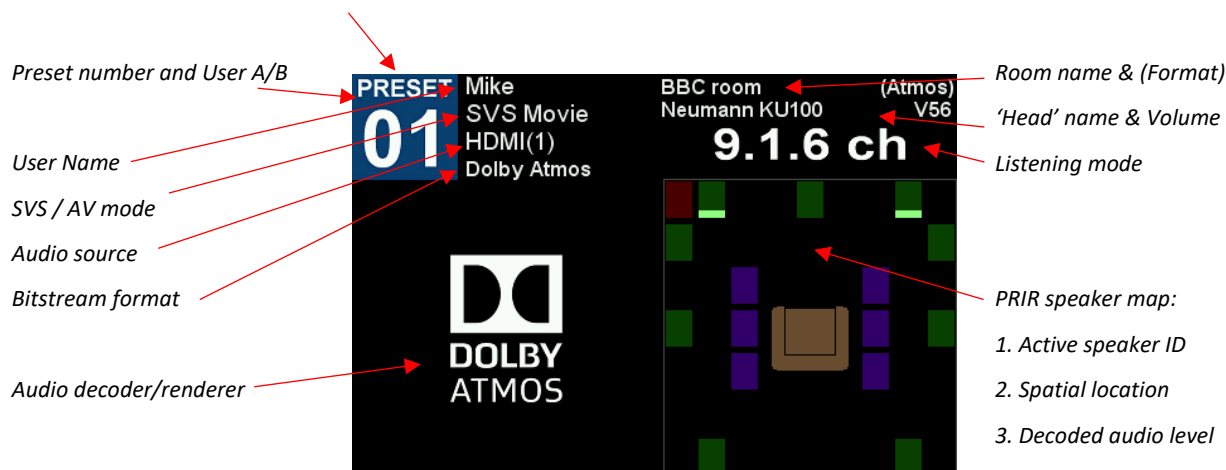 Preset number and User A/B
User Name
SVS / AV mode
Audio source
Bitstream format
Audio decoder/renderer
PRESET
01
Mike
SVS Movie
HDMI(1)
Dolby Atmos
DOLBY
ATMOS
BBC room (Atmos)
Neumann KU100 V56
9.1.6 ch
Room name & (Format)
‘Head’ name & Volume
Listening mode
PRIR speaker map:
1. Active speaker ID
2. Spatial location
3. Decoded audio level